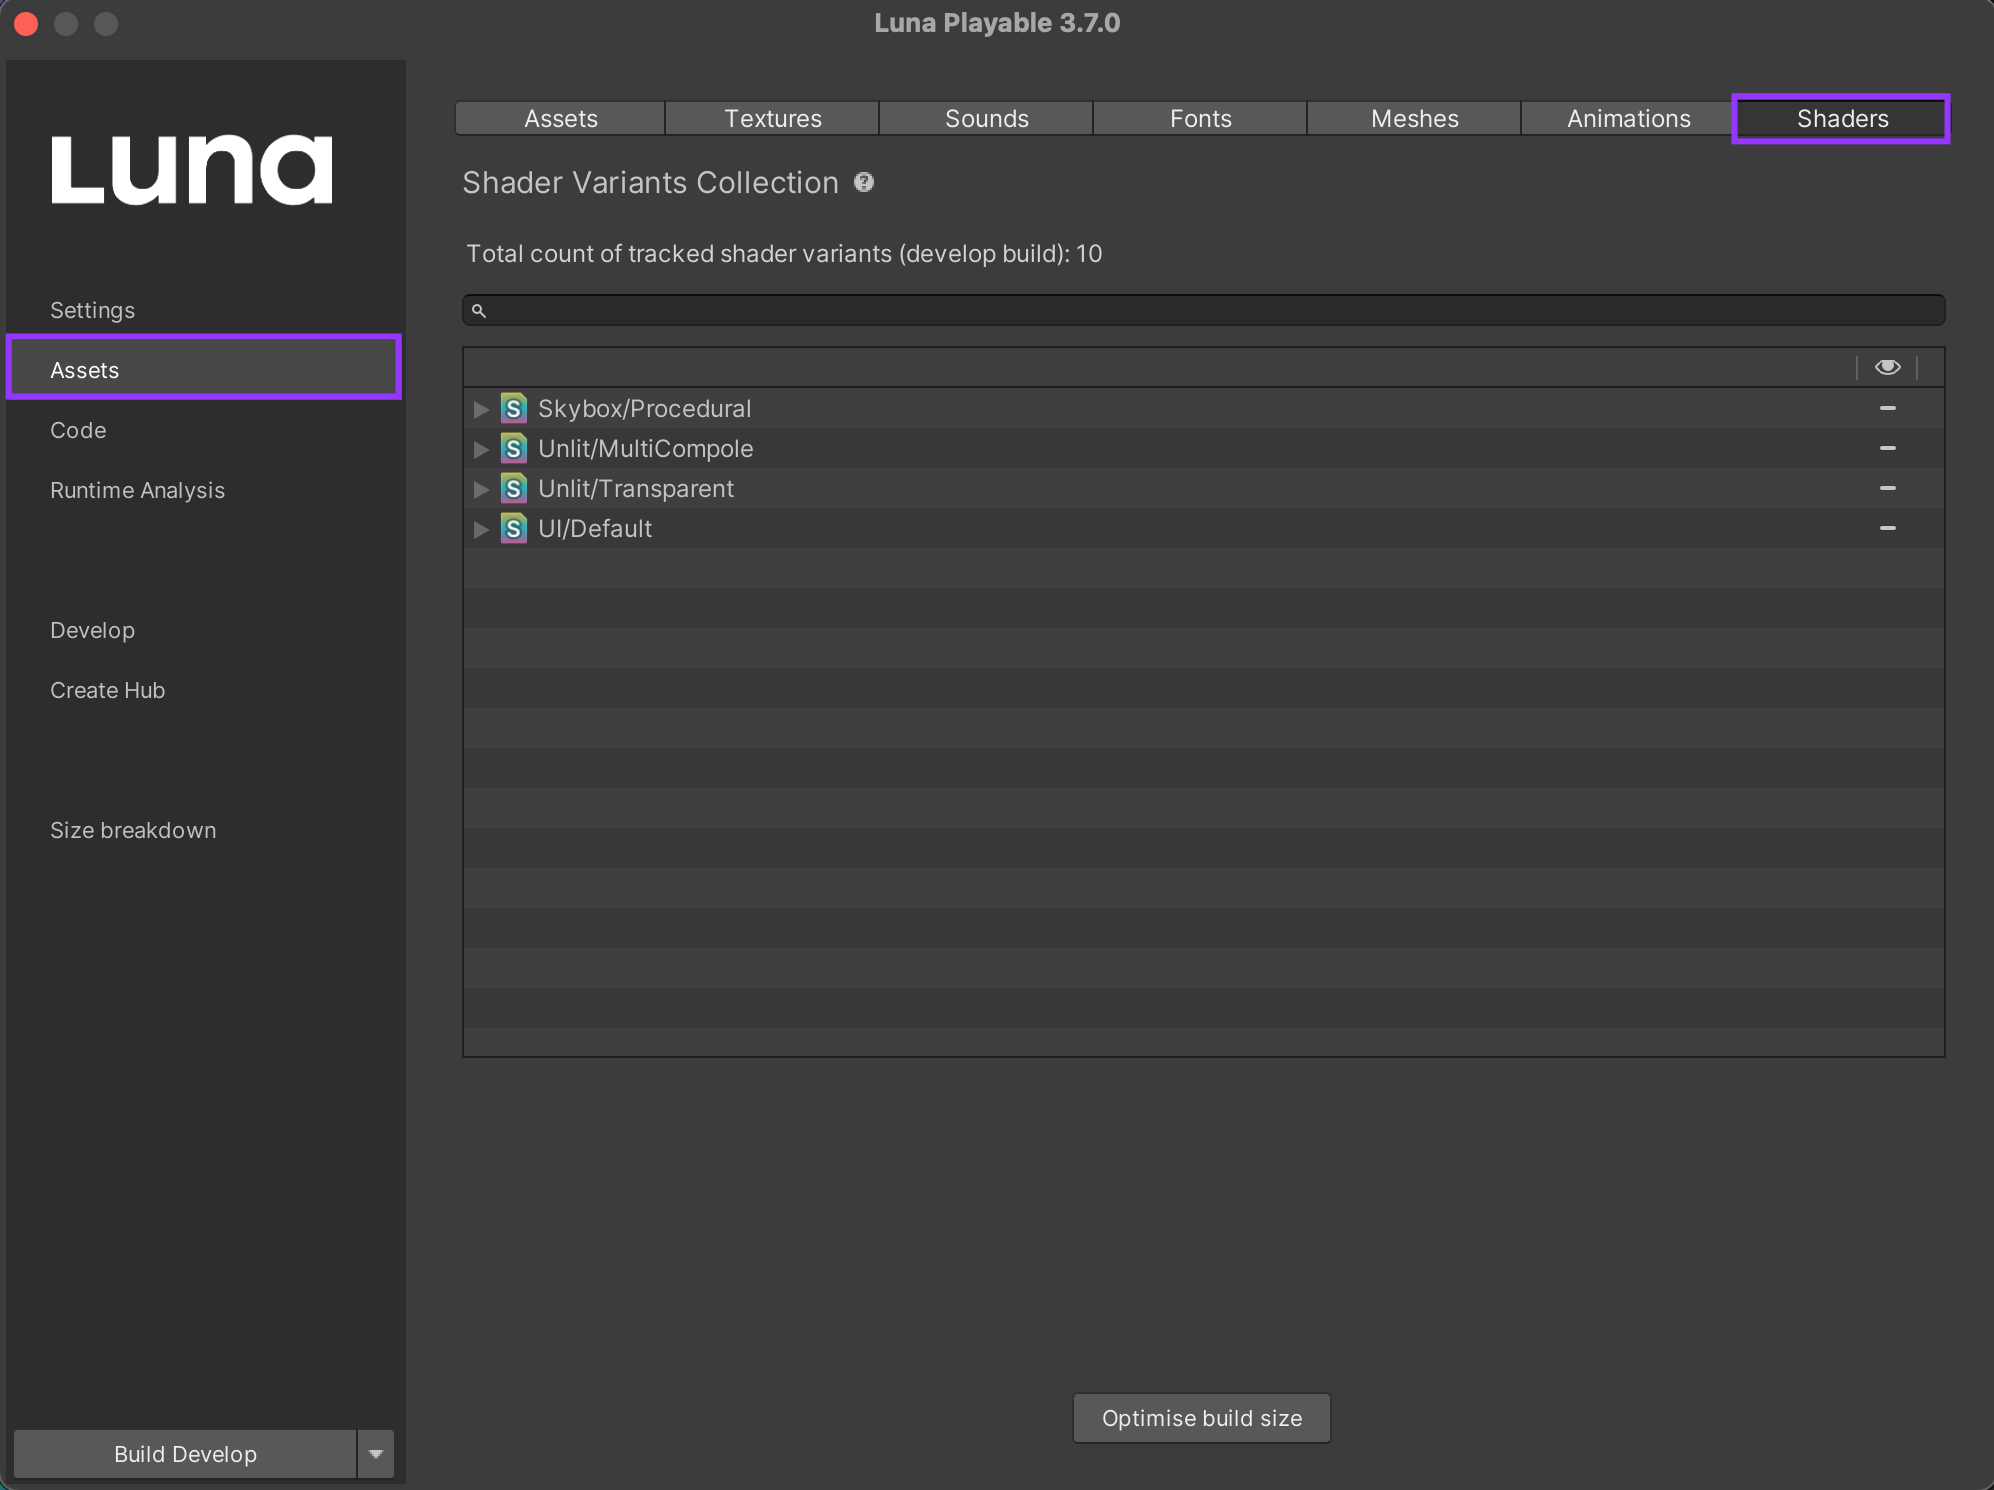 Luna Playable 3.7.0
Luna
Settings
Assets
Code
Runtime Analysis
Develop
Create Hub
Size breakdown
Build Develop
Assets
Textures
Sounds
Fonts
Meshes
Animations
Shaders
Shader Variants Collection
Total count of tracked shader variants (develop build): 10
Skybox/Procedural
Unlit/MultiCompole
Unlit/Transparent
UI/Default
Optimise build size